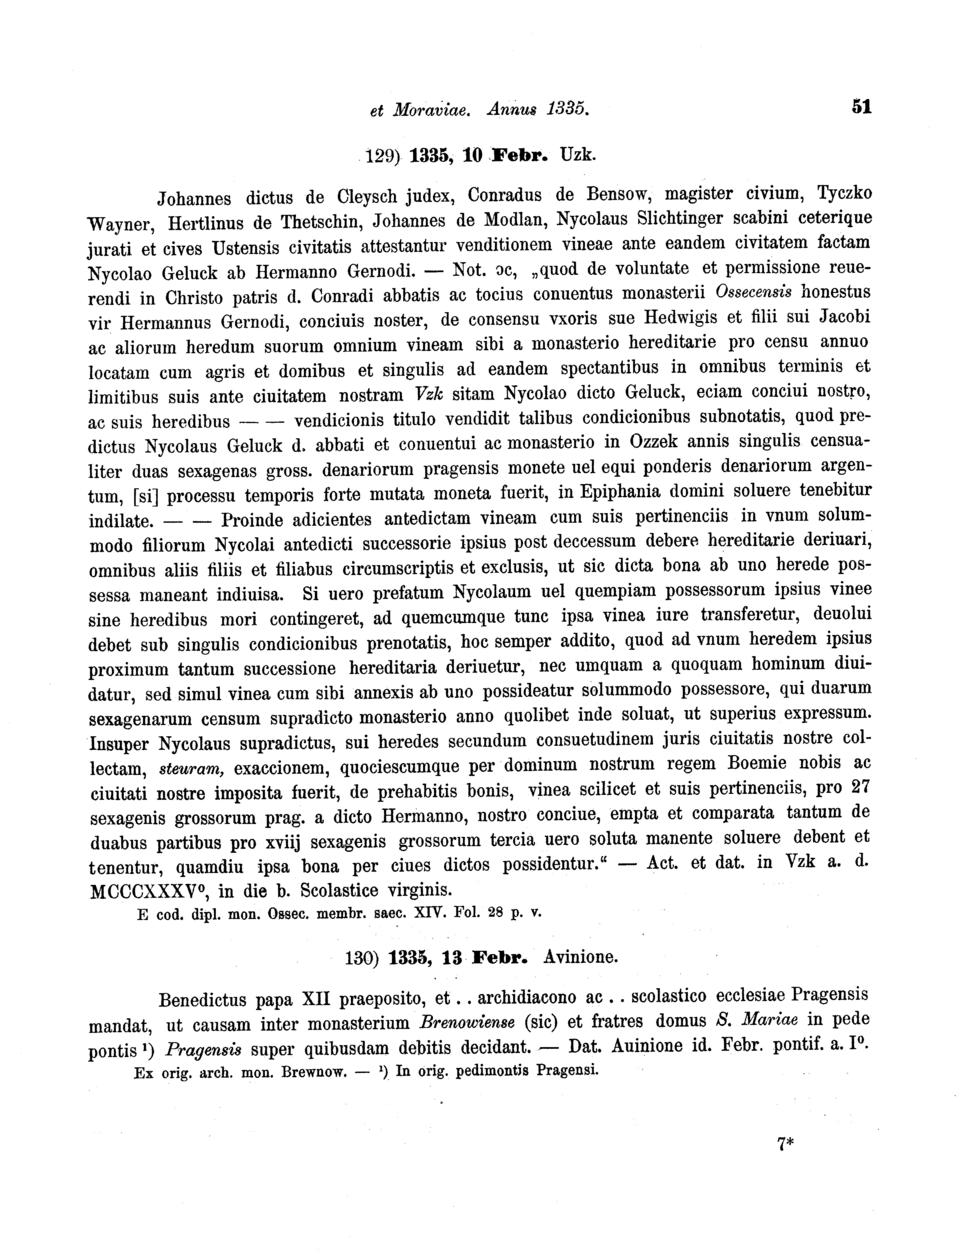 et Moraviae. Annus 1335. 51
129) 1335, 10 Febr. Uzk.
Johannes dictus de Cleysch judex, Conradus de Bensow, magister civium, Tyczko
Wayner, Hertlinus de Thetschin, Johannes de Modlan, Nycolaus Slichtinger scabini ceterique
jurati et cives Ustensis civitatis attestantur venditionem vineae ante eandem civitatem factam
Nycolao Geluck ab Hermanno Gernodi. — Not. ɔc, „quod de voluntate et permissione reue-
rendi in Christo patris d. Conradi abbatis ac tocius conuentus monasterii Ossecensis honestus
vir Hermannus Gernodi, conciuis noster, de consensu vxoris sue Hedwigis et filii sui Jacobi
ac aliorum heredum suorum omnium vineam sibi a monasterio hereditarie pro censu annuo
locatam cum agris et domibus et singulis ad eandem spectantibus in omnibus terminis et
limitibus suis ante ciuitatem nostram Vzk sitam Nycolao dicto Geluck, eciam conciui nostro,
ac suis heredibus — — vendicionis titulo vendidit talibus condicionibus subnotatis, quod pre-
dictus Nycolaus Geluck d. abbati et conuentui ac monasterio in Ozzek annis singulis censua-
liter duas sexagenas gross. denariorum pragensis monete uel equi ponderis denariorum argen-
tum, [si] processu temporis forte mutata moneta fuerit, in Epiphania domini soluere tenebitur
indilate. — — Proinde adicientes antedictam vineam cum suis pertinenciis in vnum solum-
modo filiorum Nycolai antedicti successorie ipsius post deccessum debere hereditarie deriuari,
omnibus aliis filiis et filiabus circumscriptis et exclusis, ut sic dicta bona ab uno herede pos-
sessa maneant indiuisa. Si uero prefatum Nycolaum uel quempiam possessorum ipsius vinee
sine heredibus mori contingeret, ad quemcumque tunc ipsa vinea iure transferetur, deuolui
debet sub singulis condicionibus prenotatis, hoc semper addito, quod ad vnum heredem ipsius
proximum tantum successione hereditaria deriuetur, nec umquam a quoquam hominum diui-
datur, sed simul vinea cum sibi annexis ab uno possideatur solummodo possessore, qui duarum
sexagenarum censum supradicto monasterio anno quolibet inde soluat, ut superius expressum.
Insuper Nycolaus supradictus, sui heredes secundum consuetudinem juris ciuitatis nostre col-
lectam, steuram, exaccionem, quociescumque per dominum nostrum regem Boemie nobis ac
ciuitati nostre imposita fuerit, de prehabitis bonis, vinea scilicet et suis pertinenciis, pro 27
sexagenis grossorum prag. a dicto Hermanno, nostro conciue, empta et comparata tantum de
duabus partibus pro xviij sexagenis grossorum tercia uero soluta manente soluere debent et
tenentur, quamdiu ipsa bona per ciues dictos possidentur.“ — Act. et dat. in Vzk a. d.
MCCCXXXV⁰, in die b. Scolastice virginis.
E cod. dipl. mon. Ossec. membr. saec. XIV. Fol. 28 p. v.
130) 1335, 13 Febr. Avinione.
Benedictus papa XII praeposito, et . . archidiacono ac . . scolastico ecclesiae Pragensis
mandat, ut causam inter monasterium Brenowiense (sic) et fratres domus S. Mariae in pede
pontis ¹) Pragensis super quibusdam debitis decidant. — Dat. Auinione id. Febr. pontif. a. I⁰.
Ex orig. arch. mon. Brewnow. — ¹) In orig. pedimontis Pragensi.
7*